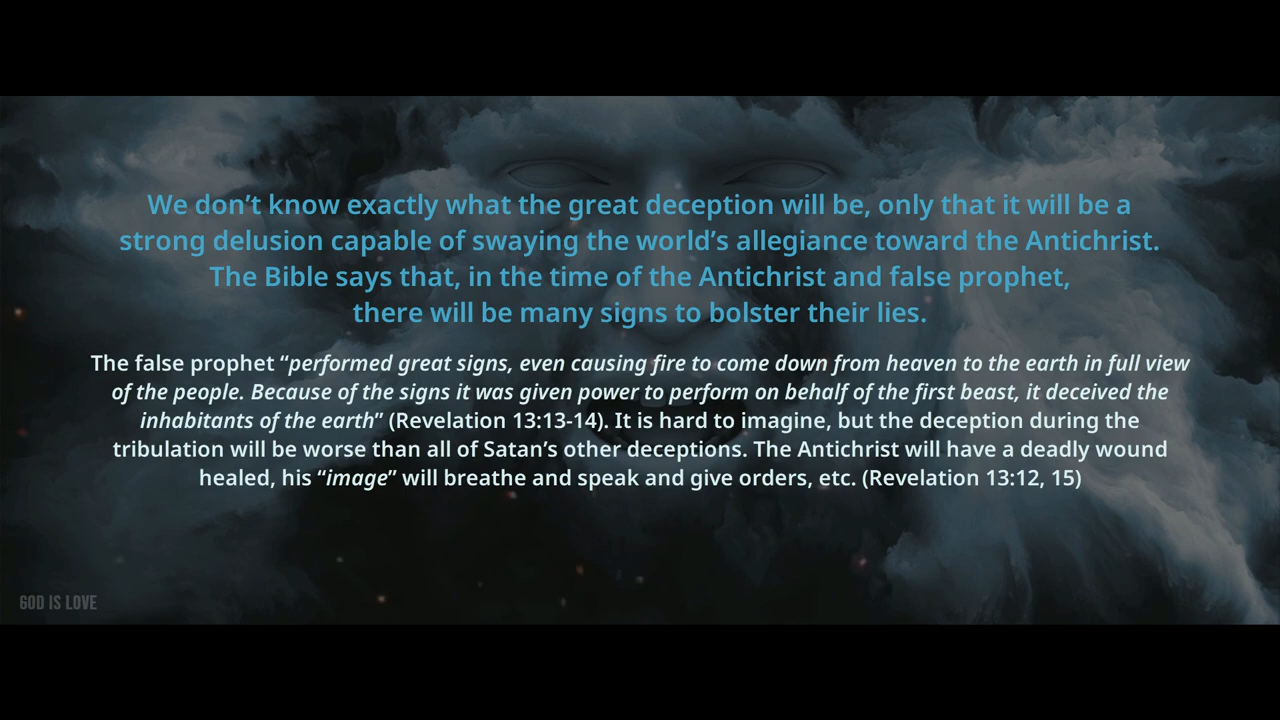 We don’t know exactly what the great deception will be, only that it will be a
strong delusion capable of swaying the world’s allegiance toward the Antichrist.
The Bible says that, in the time of the Antichrist and false prophet,
there will be many signs to bolster their lies.
The false prophet “performed great signs, even causing fire to come down from heaven to the earth in full view
of the people. Because of the signs it was given power to perform on behalf of the first beast, it deceived the
inhabitants of the earth” (Revelation 13:13-14). It is hard to imagine, but the deception during the
tribulation will be worse than all of Satan’s other deceptions. The Antichrist will have a deadly wound
healed, his “image” will breathe and speak and give orders, etc. (Revelation 13:12, 15)
GOD IS LOVE